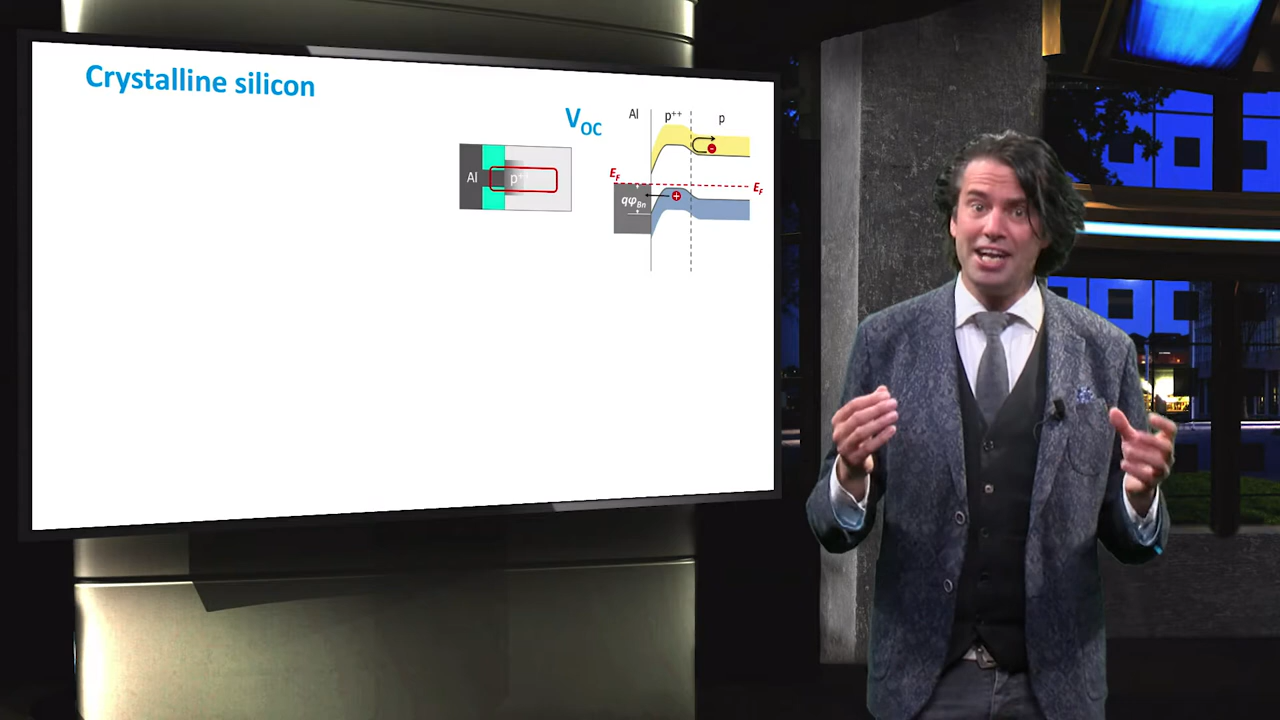 Crystalline silicon
VOC
Al
p++
p
Al
p++
EF
EF
qφBn